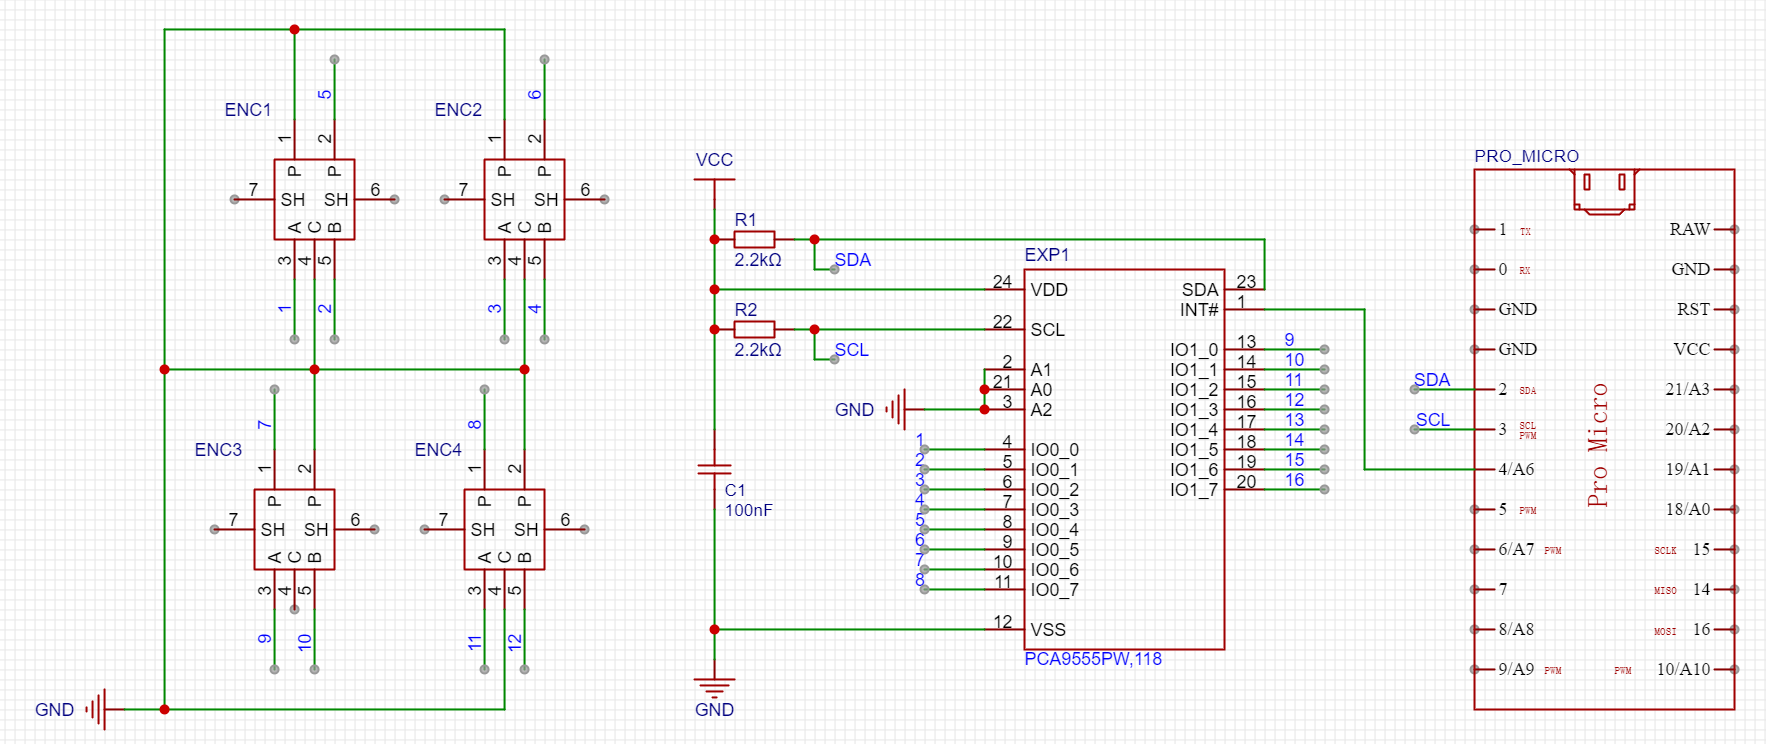 ENC1
5
1
2
P
P
7
SH
SH
6
A
C
B
3
4
5
1
2
ENC2
6
1
2
P
P
7
SH
SH
6
A
C
B
3
4
5
3
4
ENC3
7
1
2
P
P
7
SH
SH
6
A
C
B
3
4
5
9
10
ENC4
8
1
2
P
P
7
SH
SH
6
A
C
B
3
4
5
11
12
GND
VCC
R1
2.2kΩ
SDA
R2
2.2kΩ
SCL
GND
C1
100nF
GND
EXP1
24 VDD
22 SCL
2 A1
21 A0
3 A2
1 4 IO0_0
2 5 IO0_1
3 6 IO0_2
4 7 IO0_3
5 8 IO0_4
6 9 IO0_5
7 10 IO0_6
8 11 IO0_7
12 VSS
SDA 23
INT# 1
IO1_0 13 9
IO1_1 14 10
IO1_2 15 11
IO1_3 16 12
IO1_4 17 13
IO1_5 18 14
IO1_6 19 15
IO1_7 20 16
PCA9555PW,118
PRO_MICRO
1 TX
0 RX
GND
GND
SDA 2 SDA
SCL 3 SCL
PWM
4/A6
5 PWM
6/A7 PWM
7
8/A8
9/A9 PWM
Pro Micro
RAW
GND
RST
VCC
21/A3
20/A2
19/A1
18/A0
SCLK 15
MISO 14
MOSI 16
PWM 10/A10